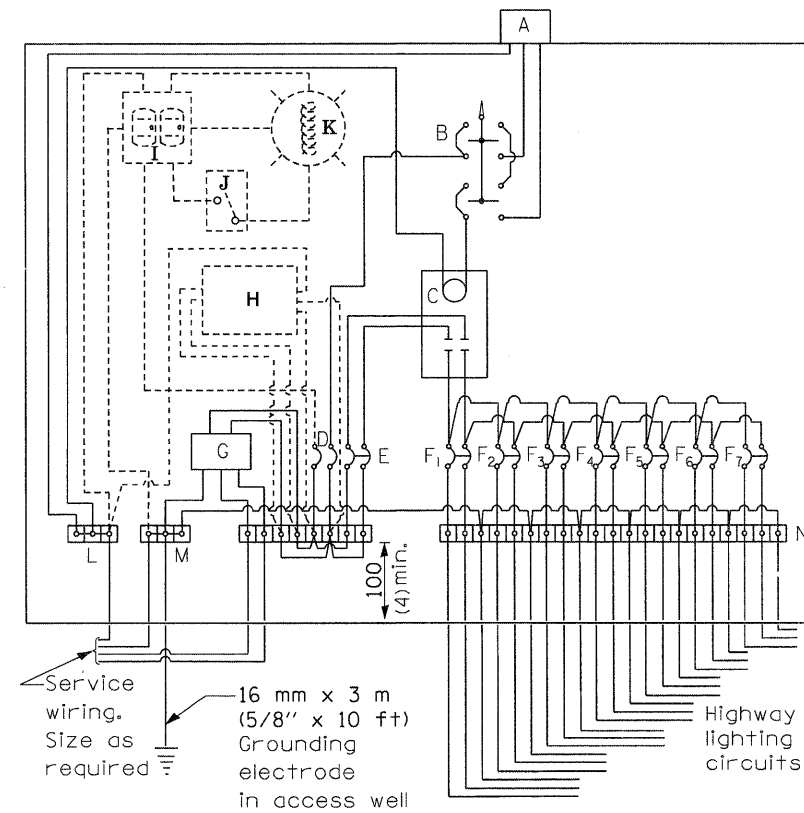 A
B
K
I
J
C
H
D
G
E
F1
F2
F3
F4
F5
F6
F7
L
M
N
100
(4)min.
Service
wiring.
Size as
required
16 mm x 3 m
(5/8" x 10 ft)
Grounding
electrode
in access well
Highway
lighting
circuits